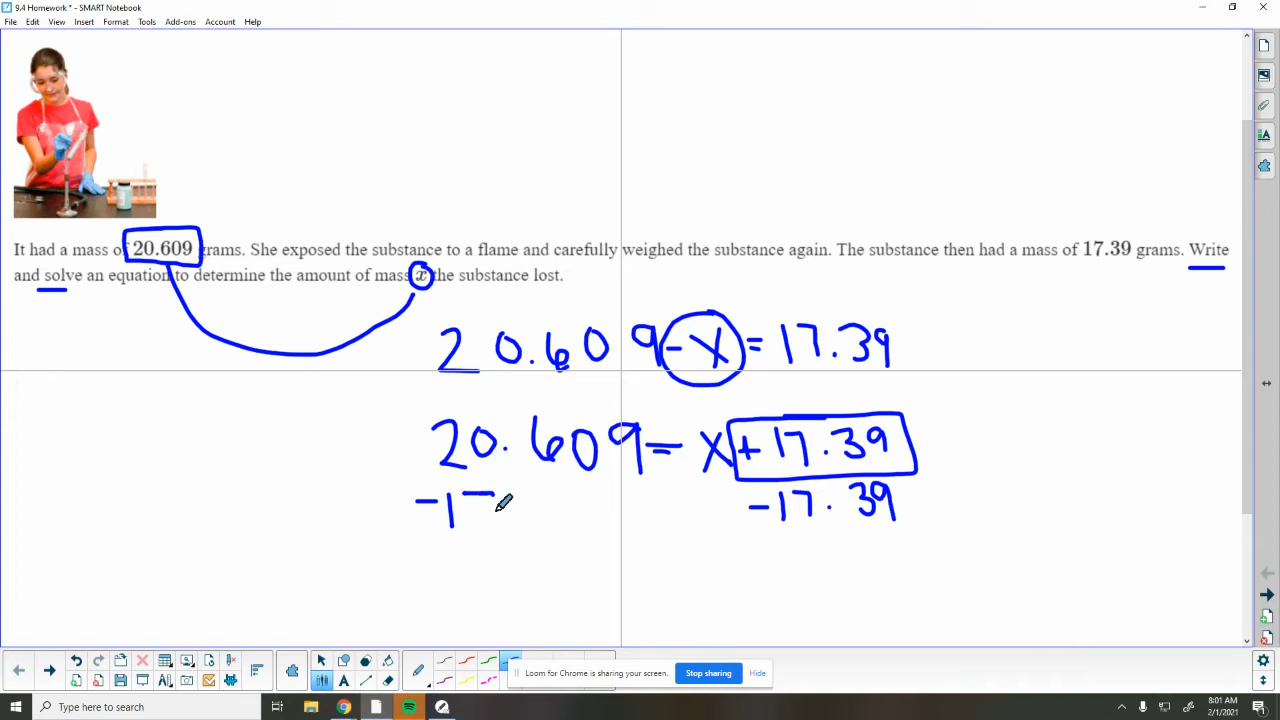 9.4 Homework * - SMART Notebook
File Edit View Insert Format Tools Add-ons Account Help
It had a mass of 20.609 grams. She exposed the substance to a flame and carefully weighed the substance again. The substance then had a mass of 17.39 grams. Write
and solve an equation to determine the amount of mass x the substance lost.
20.609 - x = 17.39
20.609 = x + 17.39
-17 -17.39
Loom for Chrome is sharing your screen. Stop sharing Hide
Type here to search
8:01 AM
2/1/2021